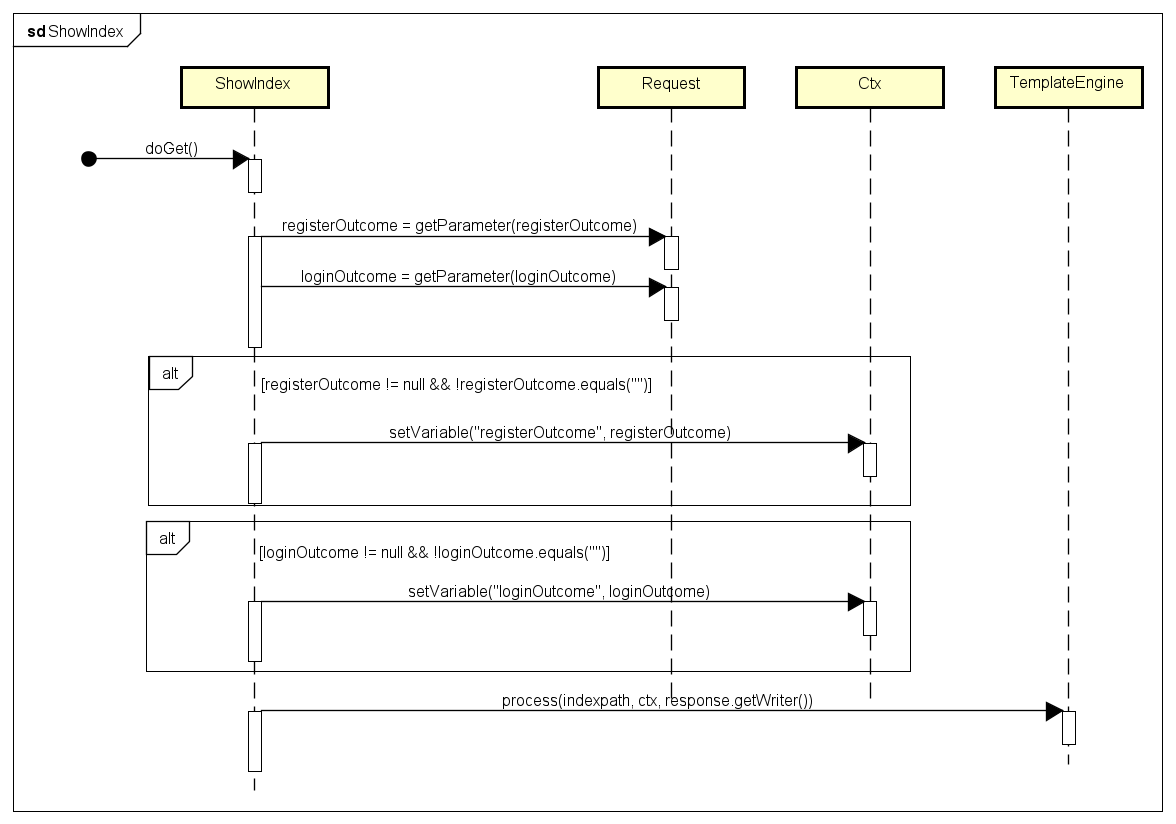 sd ShowIndex
ShowIndex
Request
Ctx
TemplateEngine
doGet()
registerOutcome = getParameter(registerOutcome)
loginOutcome = getParameter(loginOutcome)
alt
[registerOutcome != null && !registerOutcome.equals("")]
setVariable("registerOutcome", registerOutcome)
alt
[loginOutcome != null && !loginOutcome.equals("")]
setVariable("loginOutcome", loginOutcome)
process(indexpath, ctx, response.getWriter())